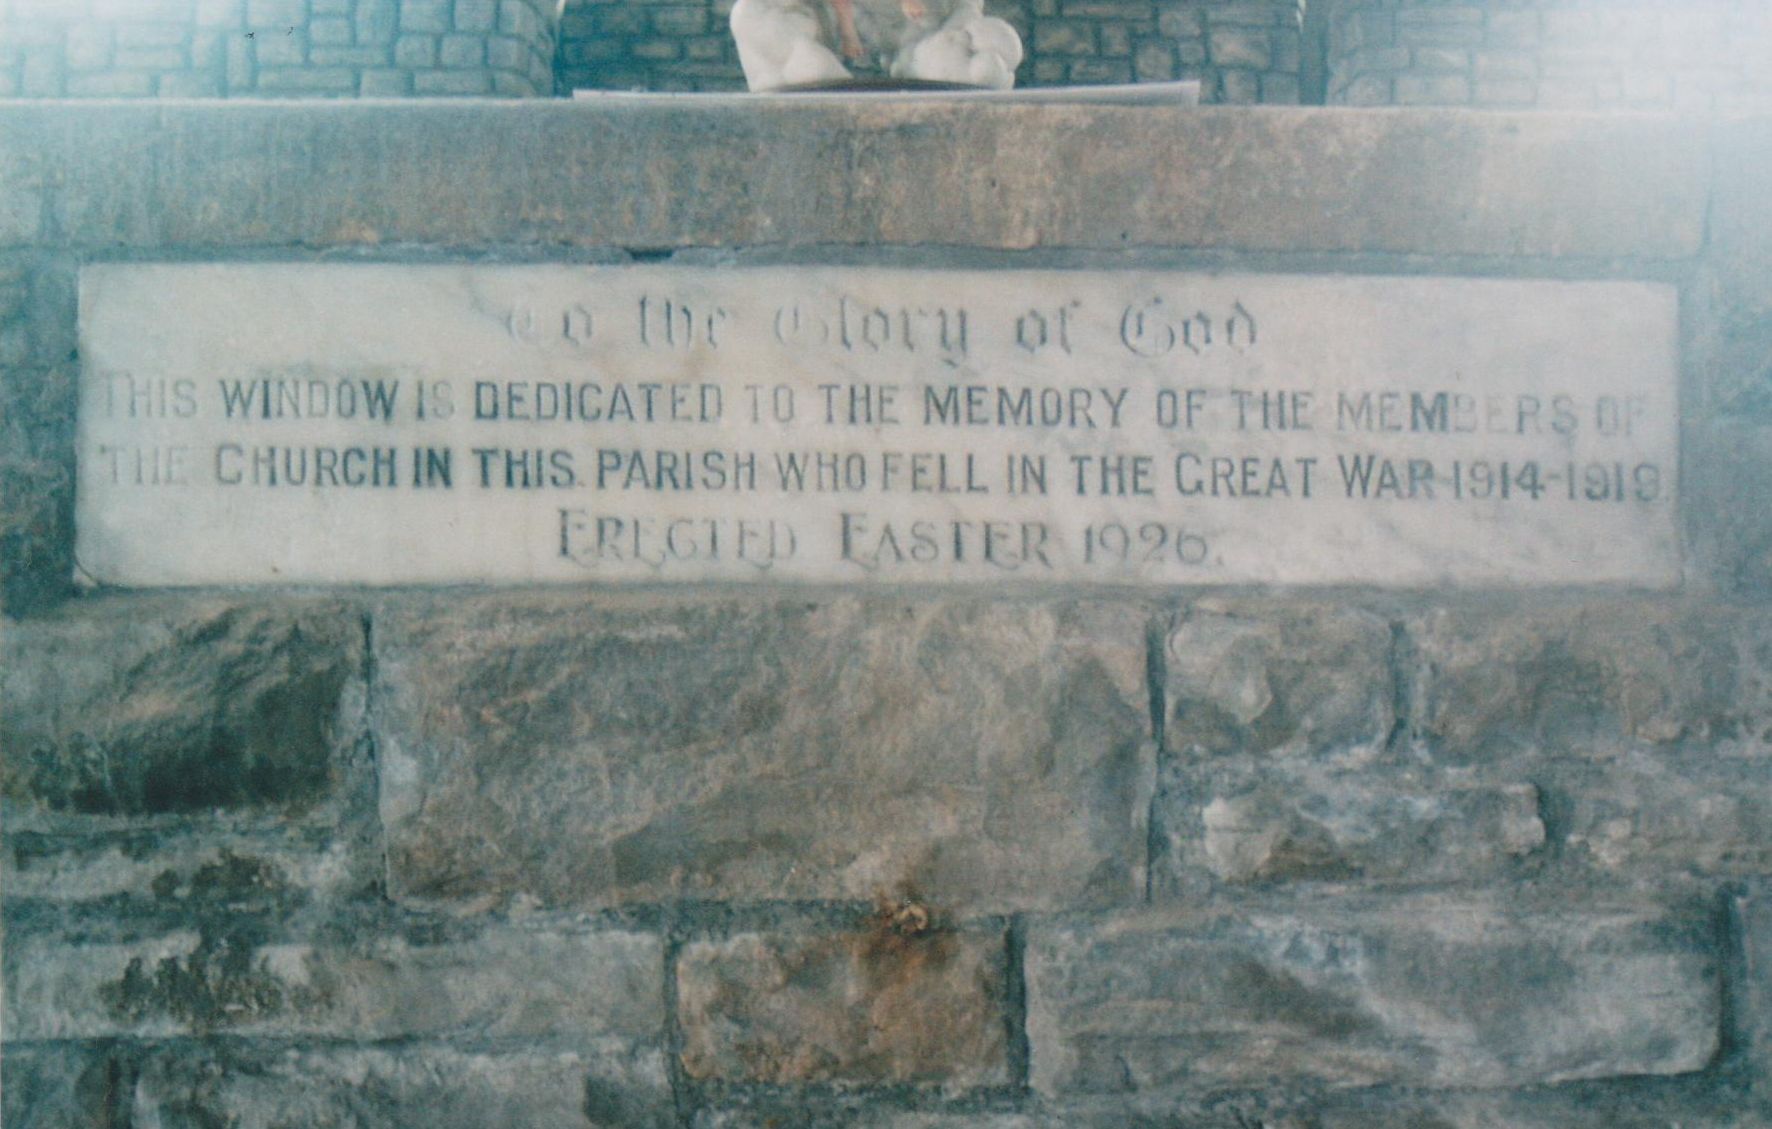 To the Glory of God
THIS WINDOW IS DEDICATED TO THE MEMORY OF THE MEMBERS OF
THE CHURCH IN THIS PARISH WHO FELL IN THE GREAT WAR 1914-1919.
ERECTED EASTER 1926.